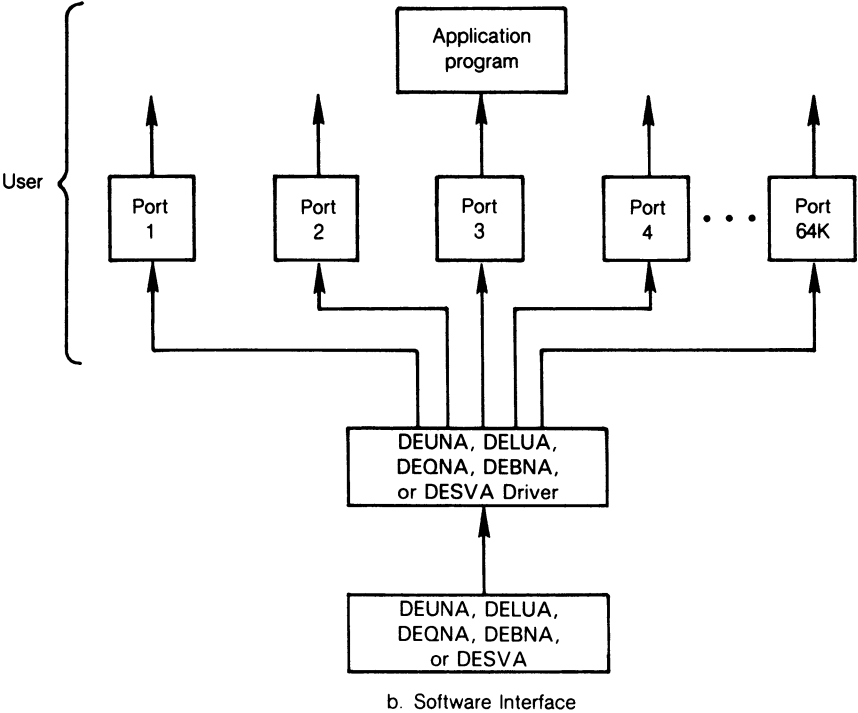 Application
program
User
Port
1
Port
2
Port
3
Port
4
• • •
Port
64K
DEUNA, DELUA,
DEQNA, DEBNA,
or DESVA Driver
DEUNA, DELUA,
DEQNA, DEBNA,
or DESVA
b. Software Interface